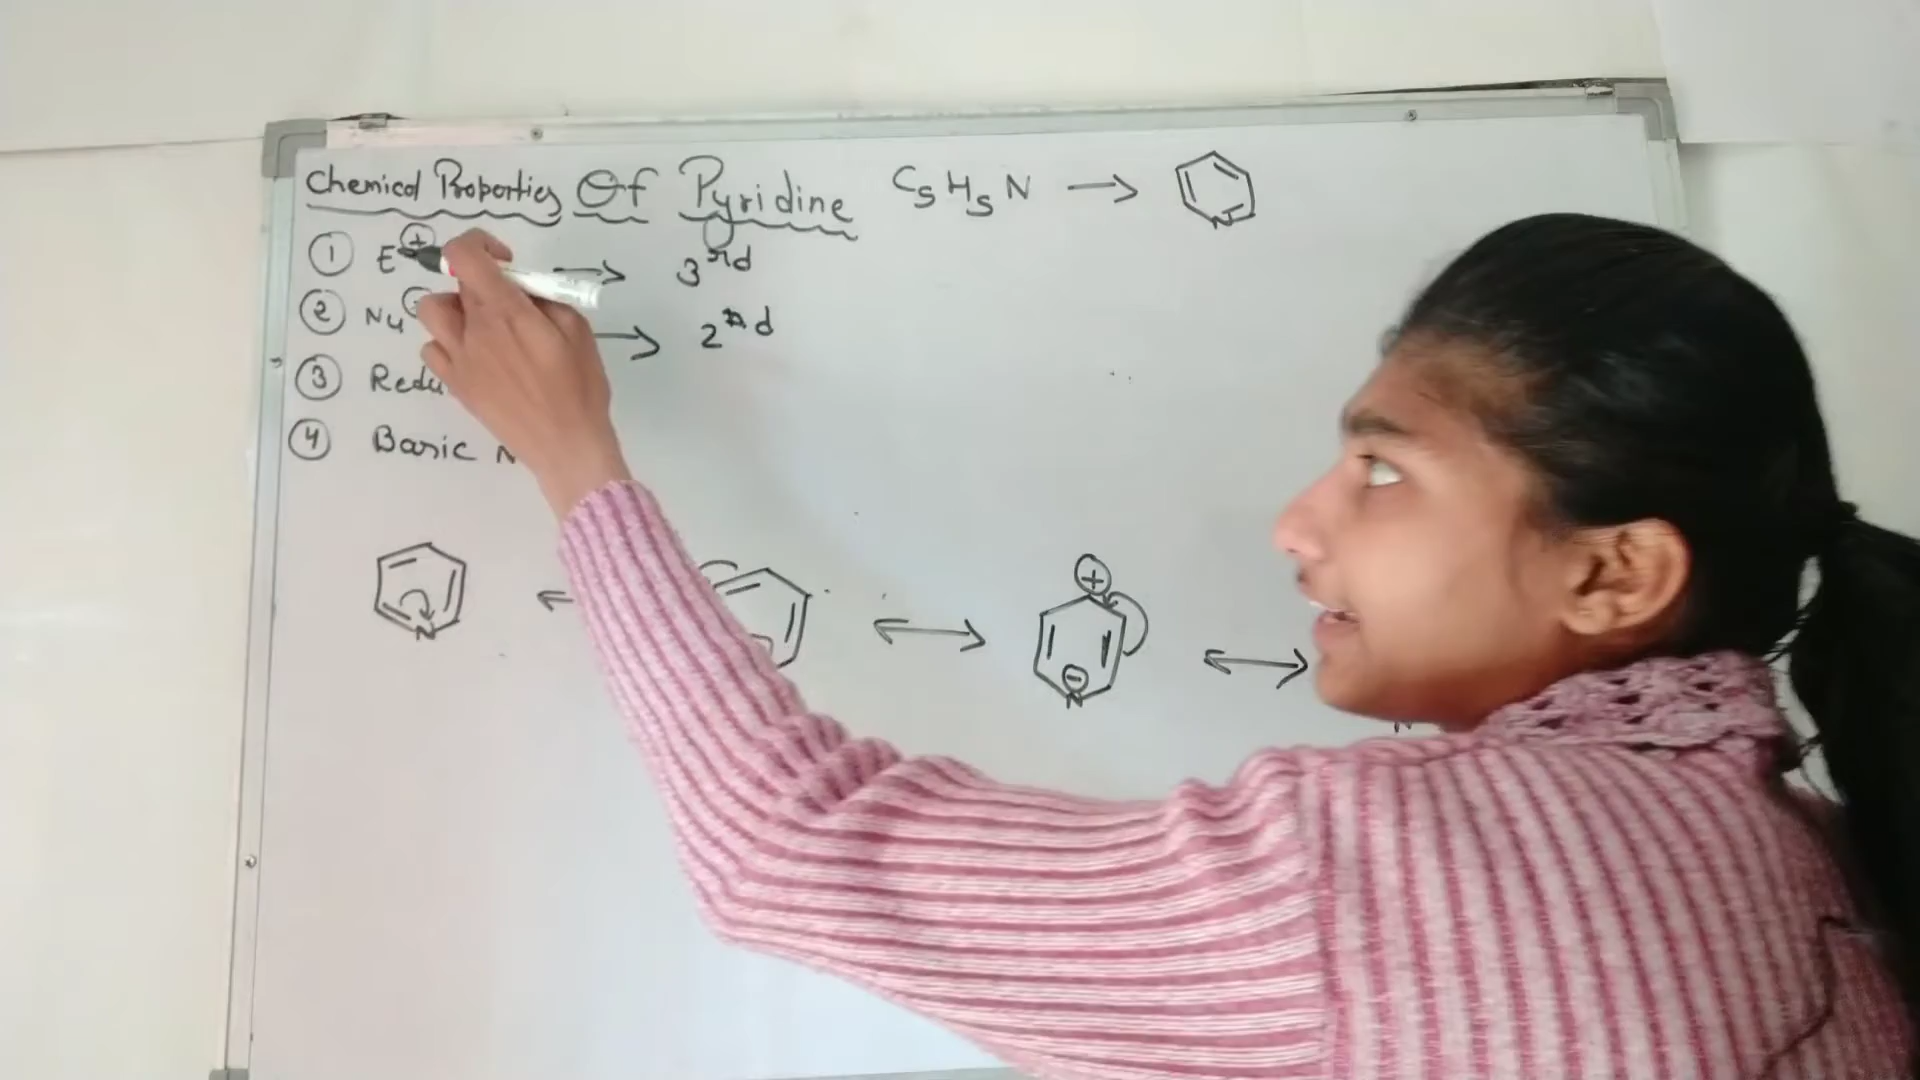 Chemical Properties Of Pyridine C5H5N →
① E⊕ → 3rd
② Nu → 2nd
③ Redu
④ Basic N
N
⊕
⊖
N
N